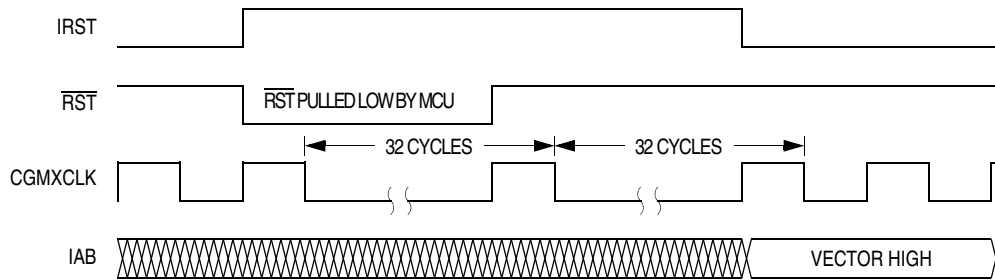 IRST
RST
RST PULLED LOW BY MCU
32 CYCLES 32 CYCLES
CGMXCLK
IAB
VECTOR HIGH